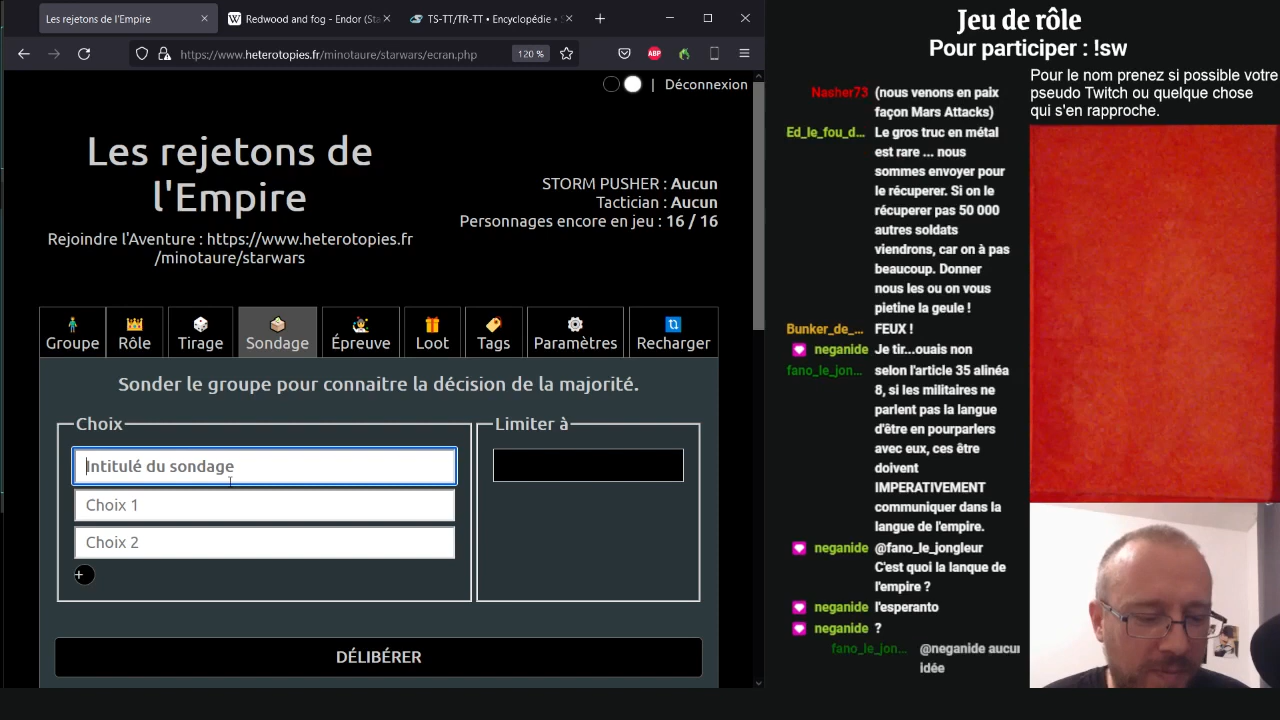 Les rejetons de l'Empire
Redwood and fog - Endor (Sta
TS-TT/TR-TT • Encyclopédie •
https://www.heterotopies.fr/minotaure/starwars/ecran.php
120 %
ABP
| Déconnexion
Les rejetons de
l'Empire
Rejoindre l'Aventure : https://www.heterotopies.fr
/minotaure/starwars
STORM PUSHER : Aucun
Tactician : Aucun
Personnages encore en jeu : 16 / 16
Groupe
Rôle
Tirage
Sondage
Épreuve
Loot
Tags
Paramètres
Recharger
Sonder le groupe pour connaitre la décision de la majorité.
Choix
Intitulé du sondage
Choix 1
Choix 2
+
Limiter à
DÉLIBÉRER
Jeu de rôle
Pour participer : !sw
Nasher73 (nous venons en paix
façon Mars Attacks)
Ed_le_fou_d... Le gros truc en métal
est rare ... nous
sommes envoyer pour
le récuperer. Si on le
récuperer pas 50 000
autres soldats
viendrons, car on à pas
beaucoup. Donner
nous les ou on vous
pietine la geule !
Bunker_de_... FEUX !
neganide Je tir...ouais non
fano_le_jon... selon l'article 35 alinéa
8, si les militaires ne
parlent pas la langue
d'être en pourparlers
avec eux, ces être
doivent
IMPERATIVEMENT
communiquer dans la
langue de l'empire.
neganide @fano_le_jongleur
C'est quoi la lanque de
l'empire ?
neganide l'esperanto
neganide ?
fano_le_jon... @neganide aucun
idée
Pour le nom prenez si possible votre
pseudo Twitch ou quelque chose
qui s'en rapproche.